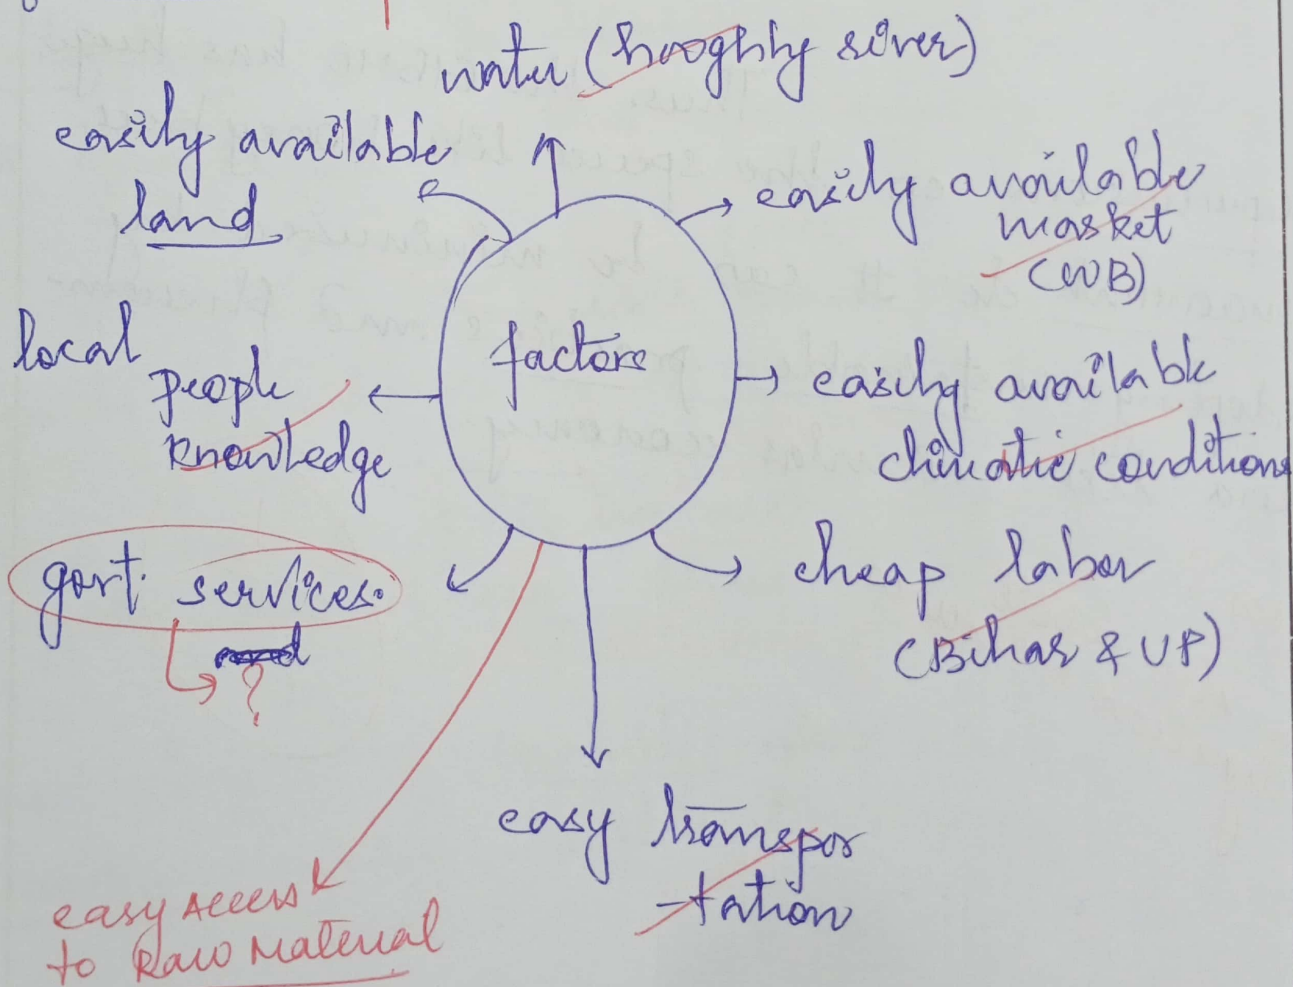 water (hooghly river)
easily available
land
easily available
market
(WB)
factors
local
people
knowledge
easily available
climatic conditions
govt. services.
?
cheap labor
(Bihar & UP)
easy transpor
-tation
easy Access
to Raw Material